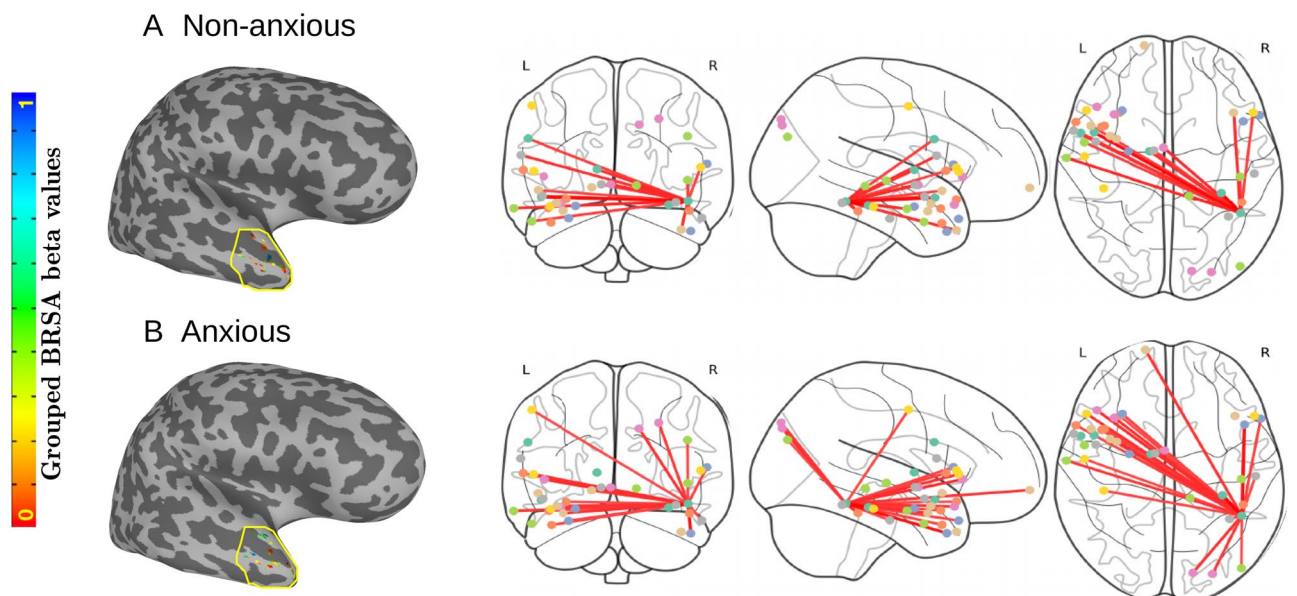 A Non-anxious
L R
L R
1
Grouped BRSA beta values
0
B Anxious
L R
L R